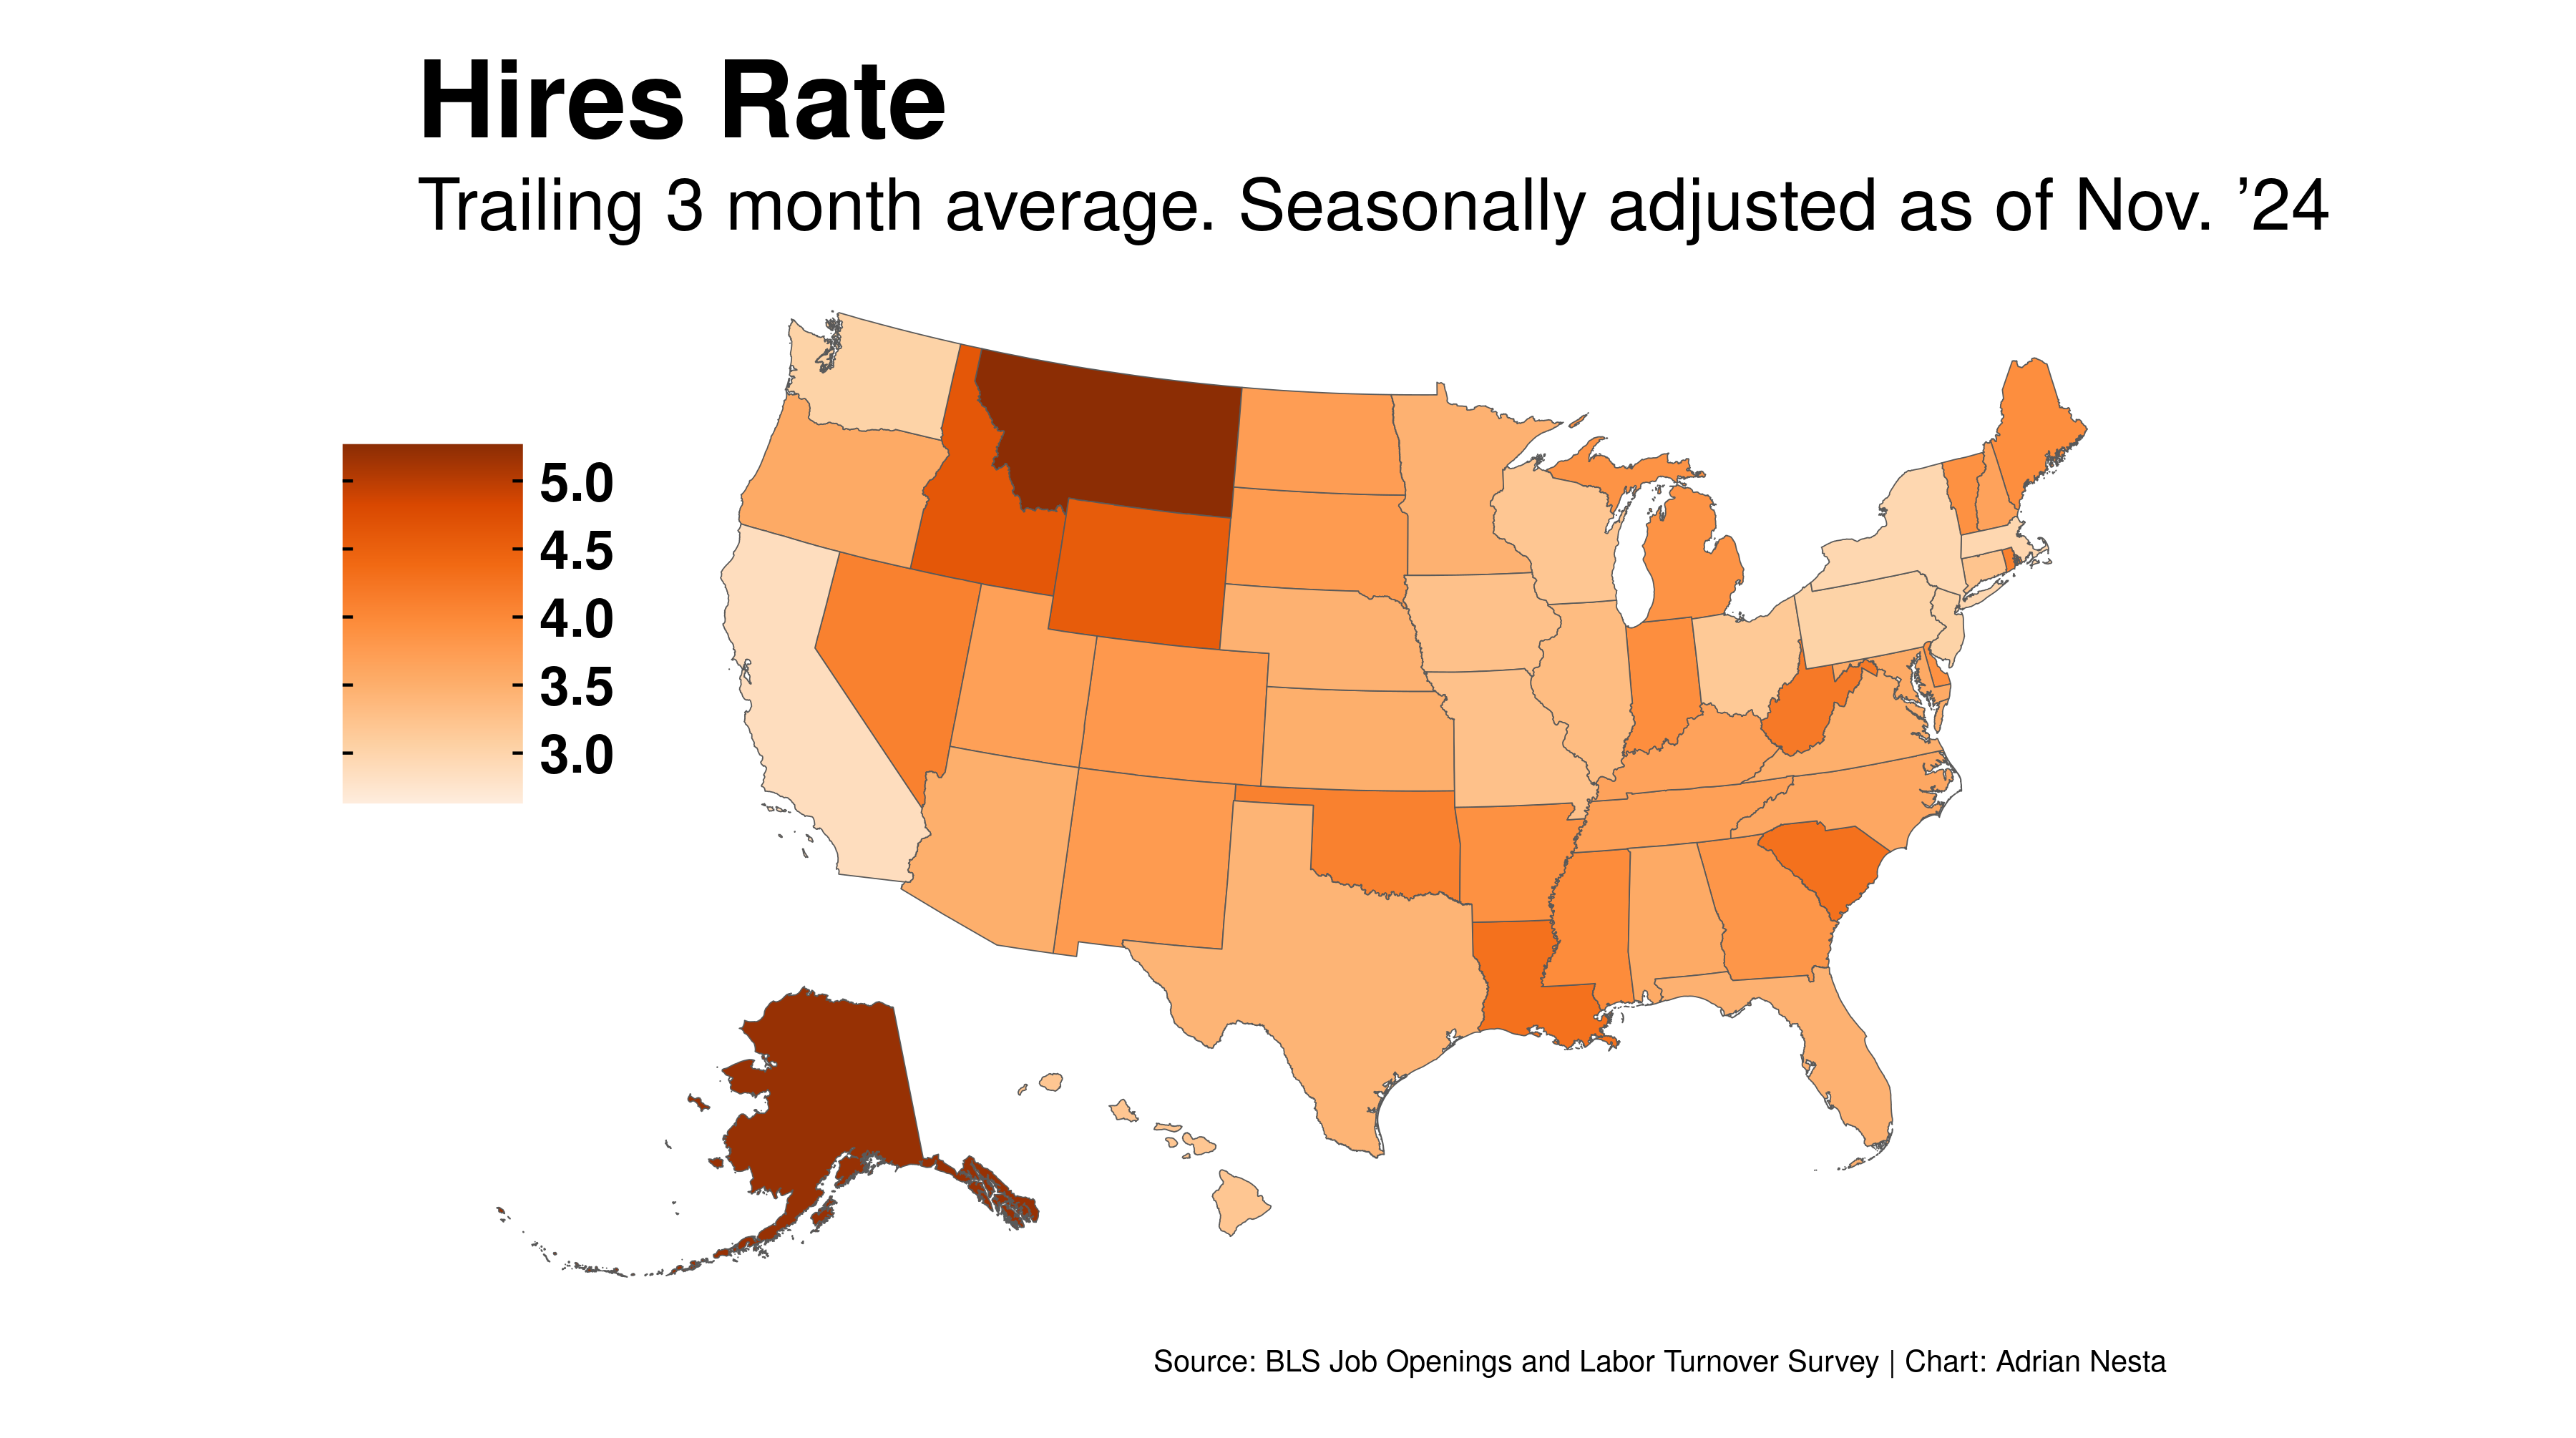 Hires Rate
Trailing 3 month average. Seasonally adjusted as of Nov. ’24
5.0
4.5
4.0
3.5
3.0
Source: BLS Job Openings and Labor Turnover Survey | Chart: Adrian Nesta